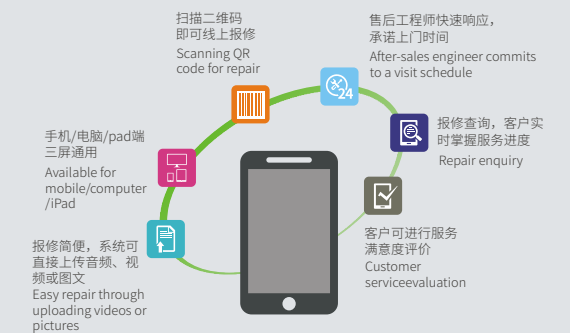 扫描二维码
即可线上报修
Scanning QR
code for repair
售后工程师快速响应，
承诺上门时间
After-sales engineer commits
to a visit schedule
24
手机/电脑/pad端
三屏通用
Available for
mobile/computer
/iPad
报修查询，客户实
时掌握服务进度
Repair enquiry
报修简便，系统可
直接上传音频、视
频或图文
Easy repair through
uploading videos or
pictures
客户可进行服务
满意度评价
Customer
serviceevaluation